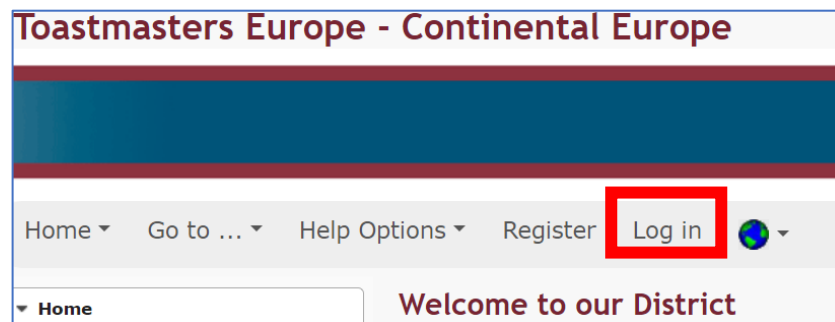 Toastmasters Europe - Continental Europe
Home Go to ... Help Options Register Log in
Home Welcome to our District